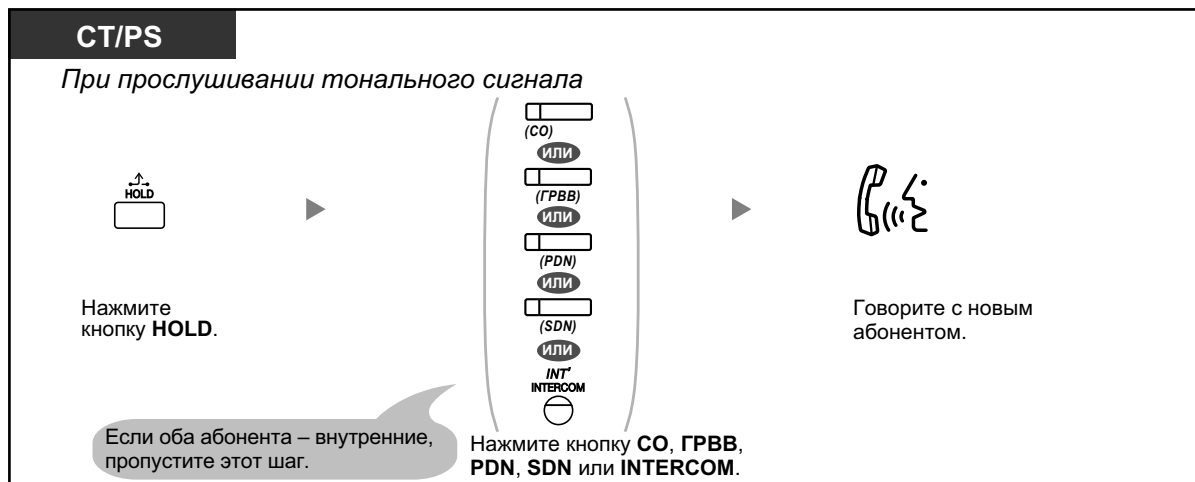 CT/PS
При прослушивании тонального сигнала
HOLD
Нажмите
кнопку HOLD.
(CO)
ИЛИ
(ГРВВ)
ИЛИ
(PDN)
ИЛИ
(SDN)
ИЛИ
INT'
INTERCOM
Если оба абонента – внутренние,
пропустите этот шаг.
Нажмите кнопку CO, ГРВВ,
PDN, SDN или INTERCOM.
Говорите с новым
абонентом.